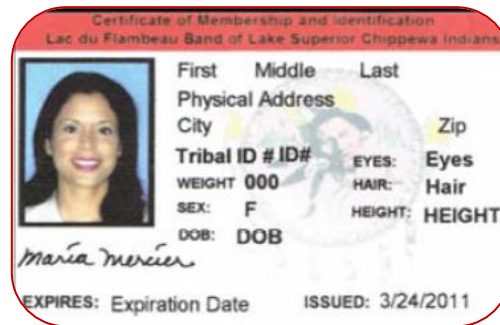 Certificate of Membership and Identification
Lac du Flambeau Band of Lake Superior Chippewa Indians
First Middle Last
Physical Address
City Zip
Tribal ID # ID# EYES: Eyes
WEIGHT 000 HAIR: Hair
SEX: F HEIGHT: HEIGHT
DOB: DOB
Maria Mercier
EXPIRES: Expiration Date ISSUED: 3/24/2011